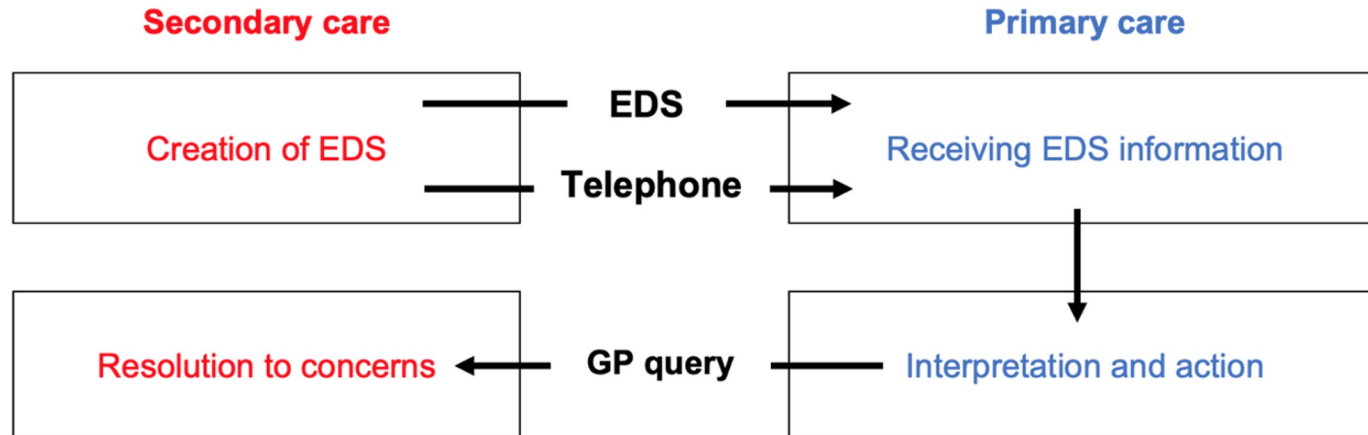 Secondary care
Primary care
EDS
Creation of EDS
Receiving EDS information
Telephone
Resolution to concerns
GP query
Interpretation and action